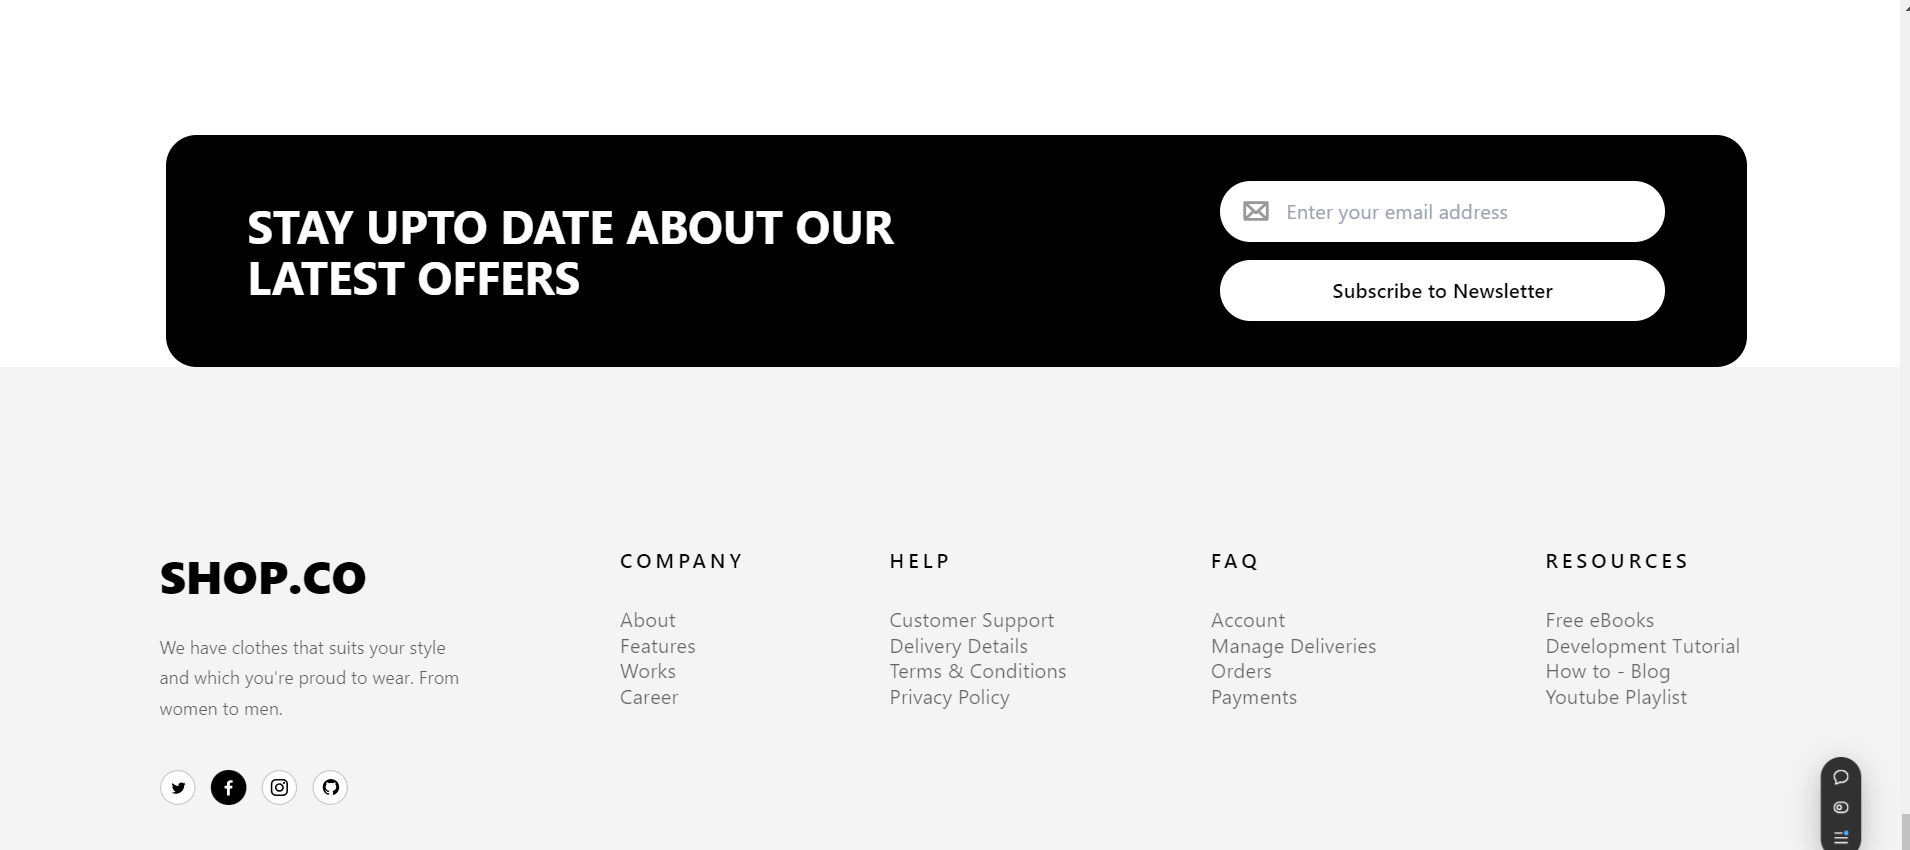 STAY UPTO DATE ABOUT OUR
LATEST OFFERS
Enter your email address
Subscribe to Newsletter
SHOP.CO
We have clothes that suits your style
and which you're proud to wear. From
women to men.
COMPANY
About
Features
Works
Career
HELP
Customer Support
Delivery Details
Terms & Conditions
Privacy Policy
FAQ
Account
Manage Deliveries
Orders
Payments
RESOURCES
Free eBooks
Development Tutorial
How to - Blog
Youtube Playlist